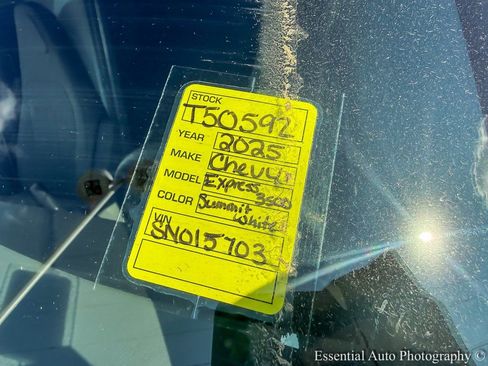 STOCK
T50592
YEAR 2025
MAKE Chevy
MODEL Express 3500
COLOR Summit White
VIN
SN015703
Essential Auto Photography ©